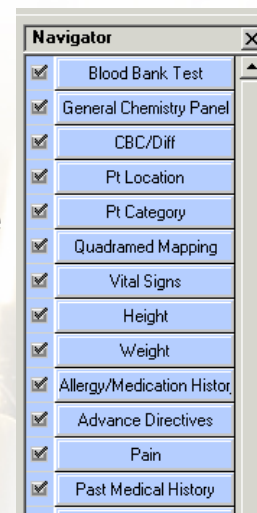 Navigator
Blood Bank Test
General Chemistry Panel
CBC/Diff
Pt Location
Pt Category
Quadramed Mapping
Vital Signs
Height
Weight
Allergy/Medication Histor
Advance Directives
Pain
Past Medical History